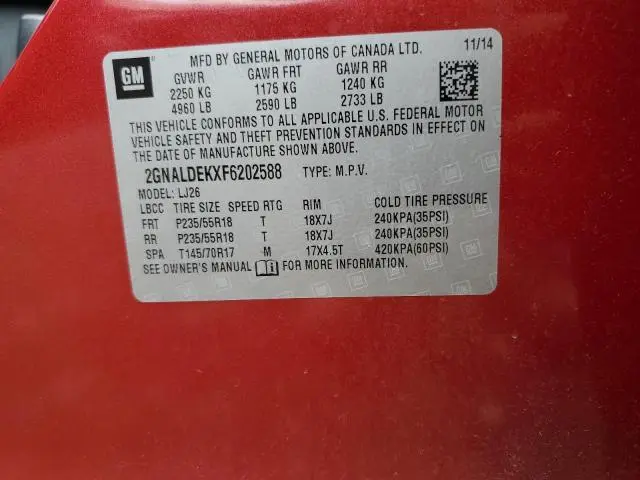 GM
MFD BY GENERAL MOTORS OF CANADA LTD. 11/14
GVWR GAWR FRT GAWR RR
2250 KG 1175 KG 1240 KG
4960 LB 2590 LB 2733 LB
THIS VEHICLE CONFORMS TO ALL APPLICABLE U.S. FEDERAL MOTOR
VEHICLE SAFETY AND THEFT PREVENTION STANDARDS IN EFFECT ON
THE DATE OF MANUFACTURE SHOWN ABOVE.
2GNALDEKXF6202588 TYPE: M.P.V.
MODEL: LJ26
LBCC TIRE SIZE SPEED RTG RIM COLD TIRE PRESSURE
FRT P235/55R18 T 18X7J 240KPA(35PSI)
RR P235/55R18 T 18X7J 240KPA(35PSI)
SPA T145/70R17 M 17X4.5T 420KPA(60PSI)
SEE OWNER'S MANUAL FOR MORE INFORMATION.